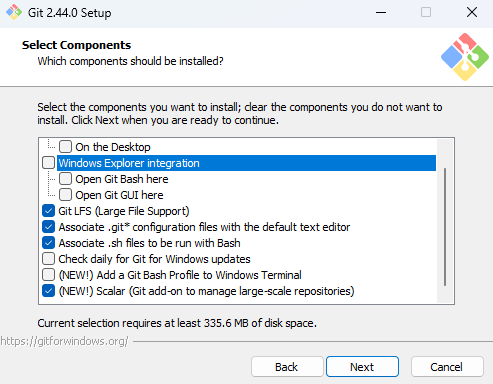 Git 2.44.0 Setup
Select Components
Which components should be installed?
Select the components you want to install; clear the components you do not want to
install. Click Next when you are ready to continue.
On the Desktop
Windows Explorer integration
Open Git Bash here
Open Git GUI here
Git LFS (Large File Support)
Associate .git* configuration files with the default text editor
Associate .sh files to be run with Bash
Check daily for Git for Windows updates
(NEW!) Add a Git Bash Profile to Windows Terminal
(NEW!) Scalar (Git add-on to manage large-scale repositories)
Current selection requires at least 335.6 MB of disk space.
https://gitforwindows.org/
Back
Next
Cancel